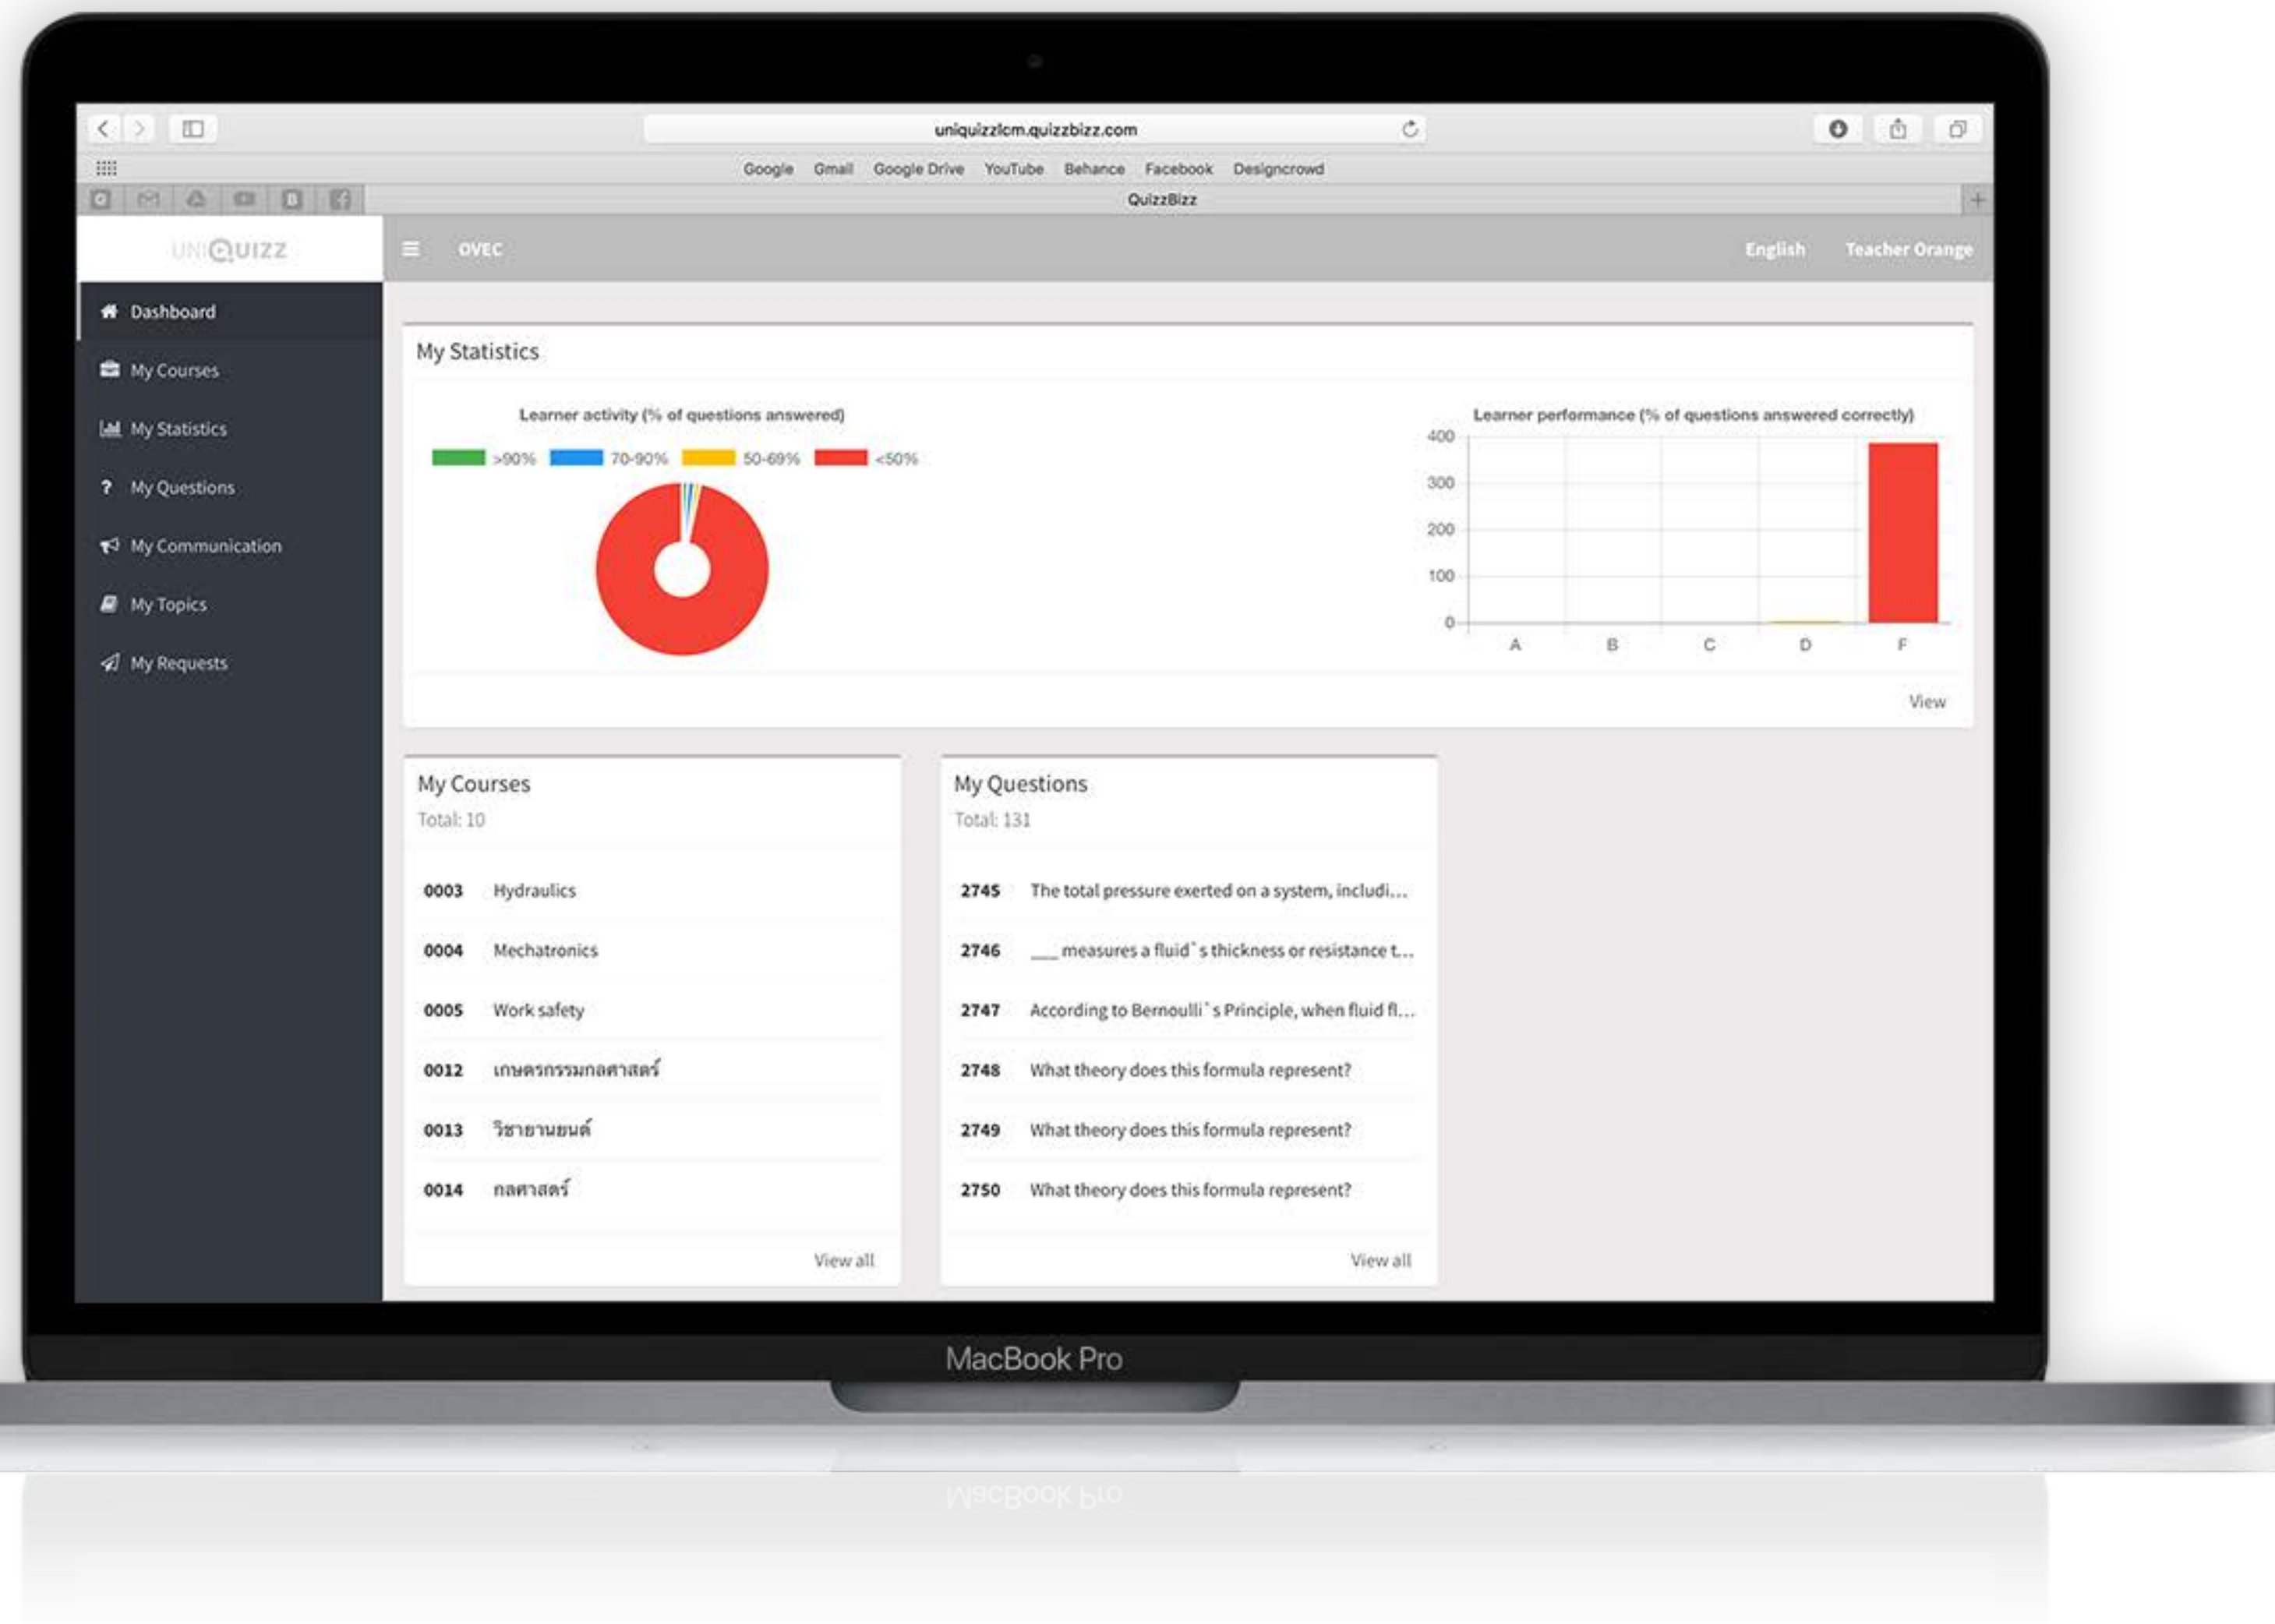 uniquizzlcm.quizzbizz.com
Google Gmail Google Drive YouTube Behance Facebook Designcrowd
QuizzBizz
UNIQUIZZ
OVEC
English Teacher Orange
Dashboard
My Courses
My Statistics
? My Questions
My Communication
My Topics
My Requests
My Statistics
Learner activity (% of questions answered)
>90% 70-90% 50-69% <50%
Learner performance (% of questions answered correctly)
400
300
200
100
0
A B C D F
View
My Courses
Total: 10
0003 Hydraulics
0004 Mechatronics
0005 Work safety
0012 เกษตรกรรมกลศาสตร์
0013 วิชายานยนต์
0014 กลศาสตร์
View all
My Questions
Total: 131
2745 The total pressure exerted on a system, includi...
2746 ___ measures a fluid`s thickness or resistance t...
2747 According to Bernoulli`s Principle, when fluid fl...
2748 What theory does this formula represent?
2749 What theory does this formula represent?
2750 What theory does this formula represent?
View all
MacBook Pro
MacBook Pro